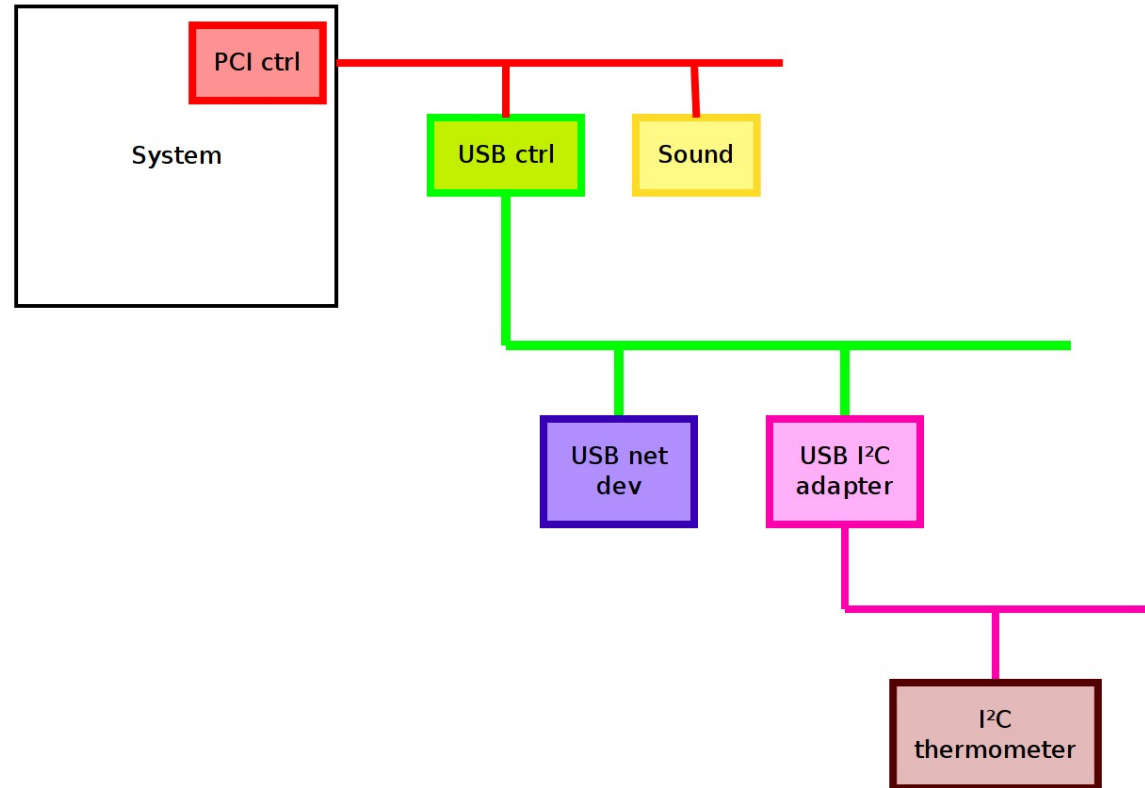 PCI ctrl
System
USB ctrl
Sound
USB net
dev
USB I²C
adapter
I²C
thermometer